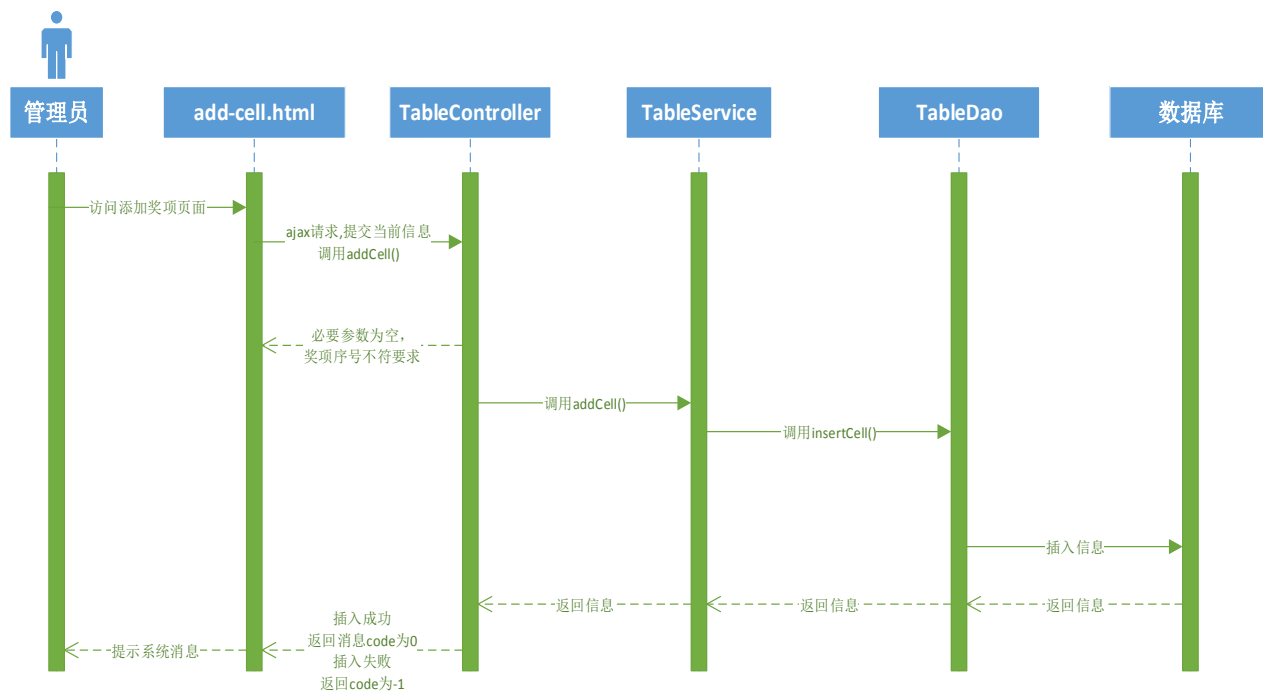 管理员
add-cell.html
TableController
TableService
TableDao
数据库
访问添加奖项页面
ajax请求,提交当前信息
调用addCell()
必要参数为空，
奖项序号不符要求
调用addCell()
调用insertCell()
插入信息
返回信息
返回信息
返回信息
插入成功
返回消息code为0
插入失败
返回code为-1
提示系统消息